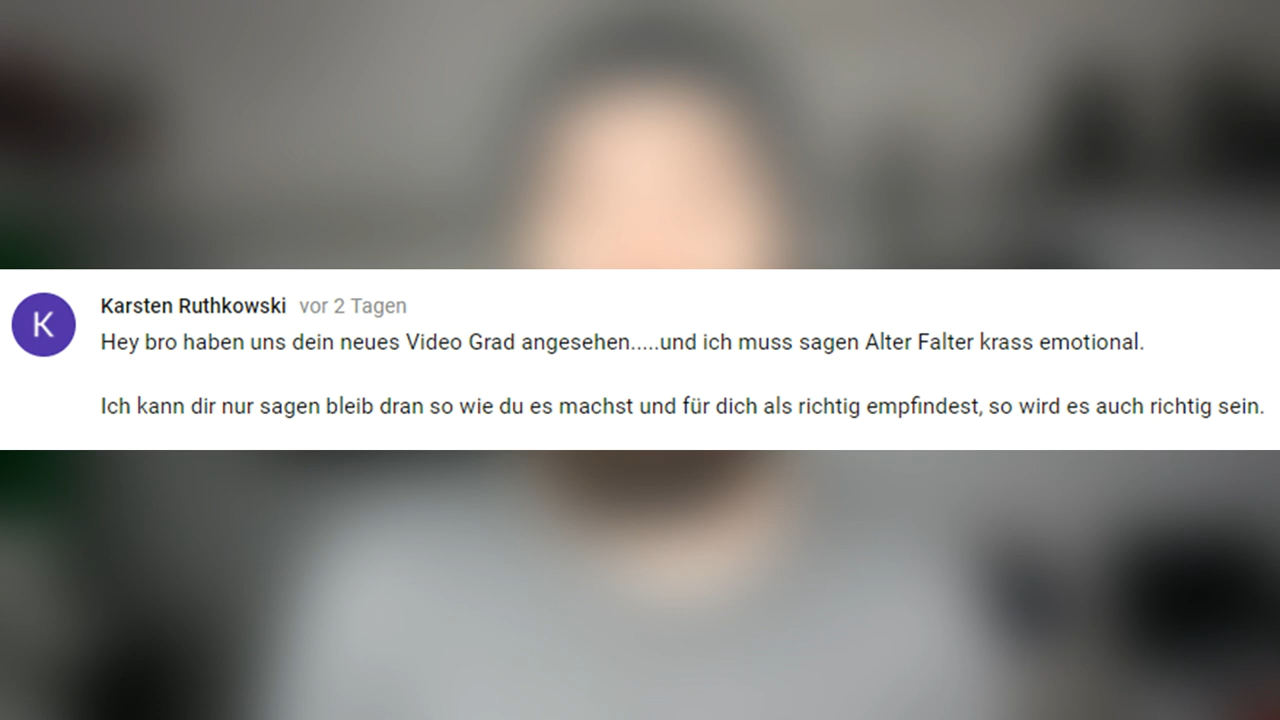 K
Karsten Ruthkowski vor 2 Tagen
Hey bro haben uns dein neues Video Grad angesehen.....und ich muss sagen Alter Falter krass emotional.
Ich kann dir nur sagen bleib dran so wie du es machst und für dich als richtig empfindest, so wird es auch richtig sein.